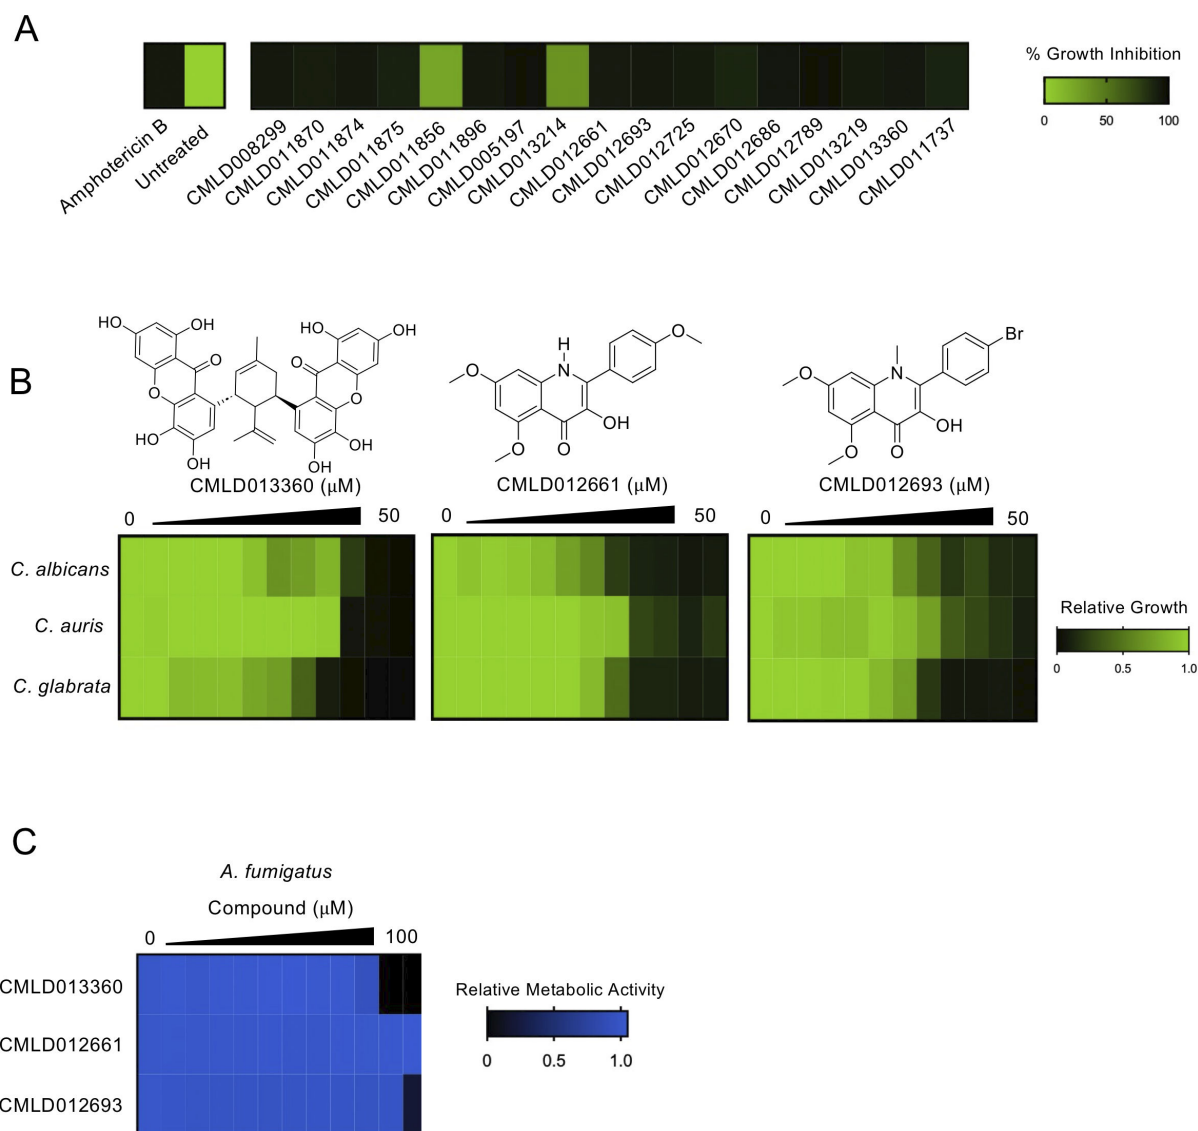 A
% Growth Inhibition
0 50 100
Amphotericin B
Untreated
CMLD008299
CMLD011870
CMLD011874
CMLD011875
CMLD011856
CMLD011896
CMLD005197
CMLD013214
CMLD012661
CMLD012693
CMLD012725
CMLD012670
CMLD012686
CMLD012789
CMLD013219
CMLD013360
CMLD011737
B
HO OH O O HO OH HO OH O O OH OH
H N O O OH O O
Br N O OH O O
CMLD013360 (μM)
0 50
CMLD012661 (μM)
0 50
CMLD012693 (μM)
0 50
C. albicans
C. auris
C. glabrata
Relative Growth
0 0.5 1.0
C
A. fumigatus
Compound (μM)
0 100
CMLD013360
CMLD012661
CMLD012693
Relative Metabolic Activity
0 0.5 1.0